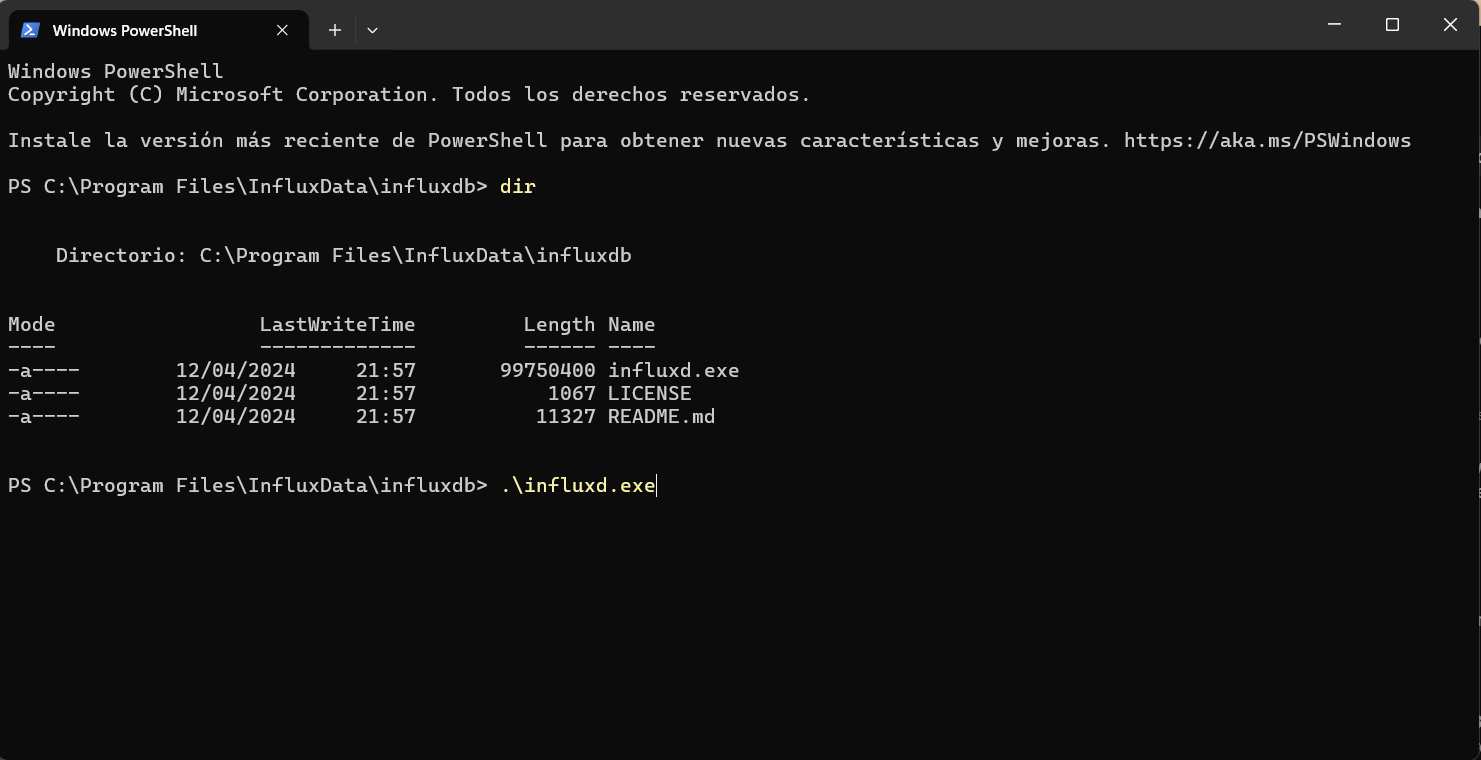 Windows PowerShell
Windows PowerShell
Copyright (C) Microsoft Corporation. Todos los derechos reservados.
Instale la versión más reciente de PowerShell para obtener nuevas características y mejoras. https://aka.ms/PSWindows
PS C:\Program Files\InfluxData\influxdb> dir
    Directorio: C:\Program Files\InfluxData\influxdb
Mode                 LastWriteTime         Length Name
----                 -------------         ------ ----
-a----        12/04/2024     21:57       99750400 influxd.exe
-a----        12/04/2024     21:57           1067 LICENSE
-a----        12/04/2024     21:57          11327 README.md
PS C:\Program Files\InfluxData\influxdb> .\influxd.exe